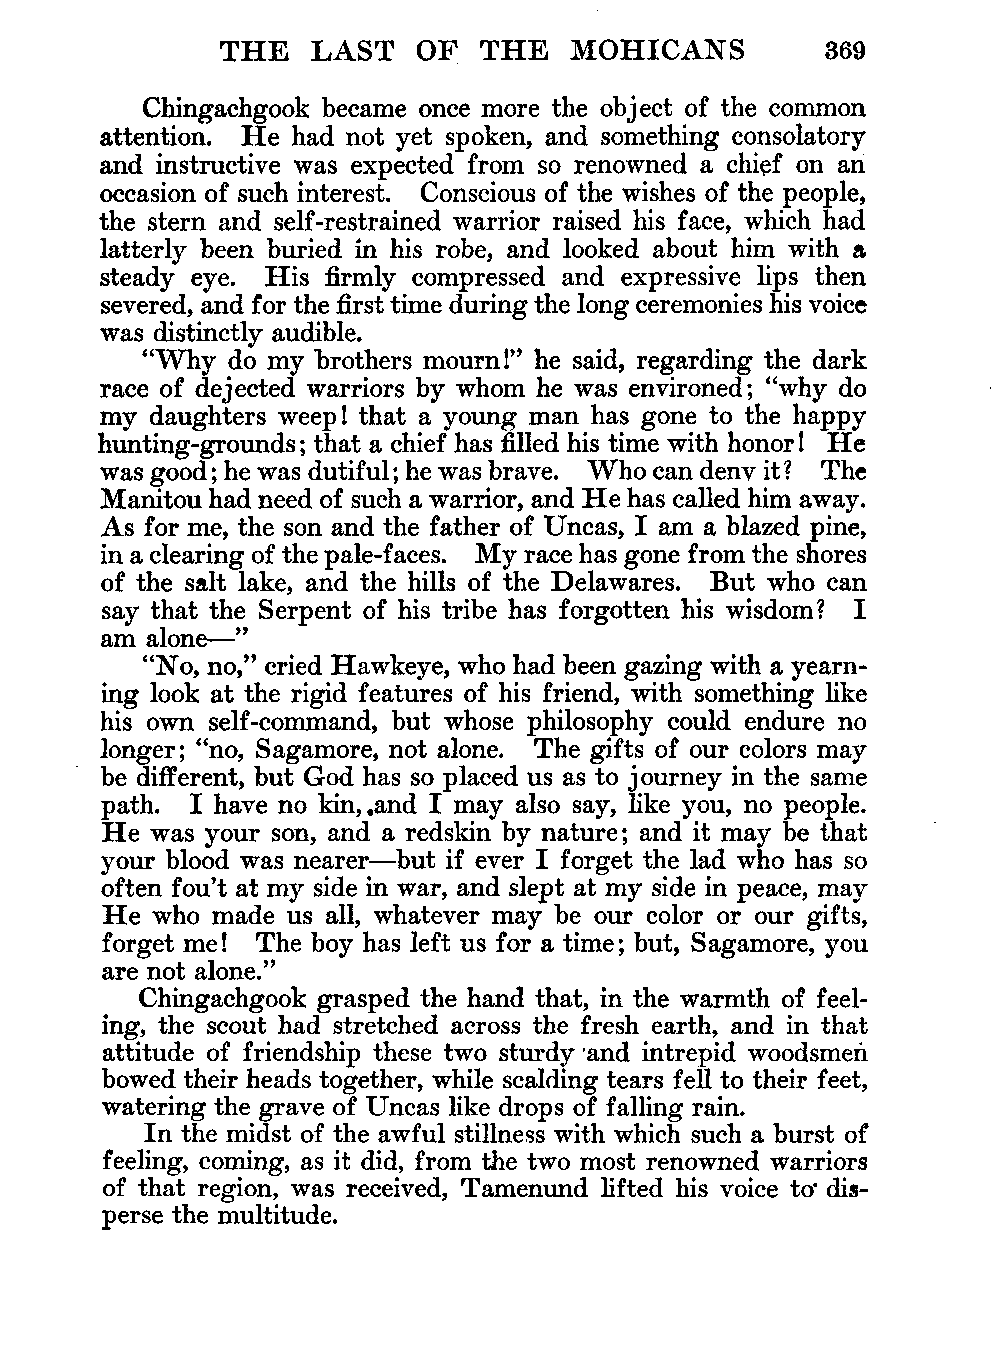 THE LAST OF THE MOHICANS 369
Chingachgook became once more the object of the common
attention. He had not yet spoken, and something consolatory
and instructive was expected from so renowned a chief on an
occasion of such interest. Conscious of the wishes of the people,
the stern and self-restrained warrior raised his face, which had
latterly been buried in his robe, and looked about him with a
steady eye. His firmly compressed and expressive lips then
severed, and for the first time during the long ceremonies his voice
was distinctly audible.
“Why do my brothers mourn!” he said, regarding the dark
race of dejected warriors by whom he was environed; “why do
my daughters weep! that a young man has gone to the happy
hunting-grounds; that a chief has filled his time with honor! He
was good; he was dutiful; he was brave. Who can deny it? The
Manitou had need of such a warrior, and He has called him away.
As for me, the son and the father of Uncas, I am a blazed pine,
in a clearing of the pale-faces. My race has gone from the shores
of the salt lake, and the hills of the Delawares. But who can
say that the Serpent of his tribe has forgotten his wisdom? I
am alone—”
“No, no,” cried Hawkeye, who had been gazing with a yearn-
ing look at the rigid features of his friend, with something like
his own self-command, but whose philosophy could endure no
longer; “no, Sagamore, not alone. The gifts of our colors may
be different, but God has so placed us as to journey in the same
path. I have no kin, and I may also say, like you, no people.
He was your son, and a redskin by nature; and it may be that
your blood was nearer—but if ever I forget the lad who has so
often fou’t at my side in war, and slept at my side in peace, may
He who made us all, whatever may be our color or our gifts,
forget me! The boy has left us for a time; but, Sagamore, you
are not alone.”
Chingachgook grasped the hand that, in the warmth of feel-
ing, the scout had stretched across the fresh earth, and in that
attitude of friendship these two sturdy and intrepid woodsmen
bowed their heads together, while scalding tears fell to their feet,
watering the grave of Uncas like drops of falling rain.
In the midst of the awful stillness with which such a burst of
feeling, coming, as it did, from the two most renowned warriors
of that region, was received, Tamenund lifted his voice to dis-
perse the multitude.